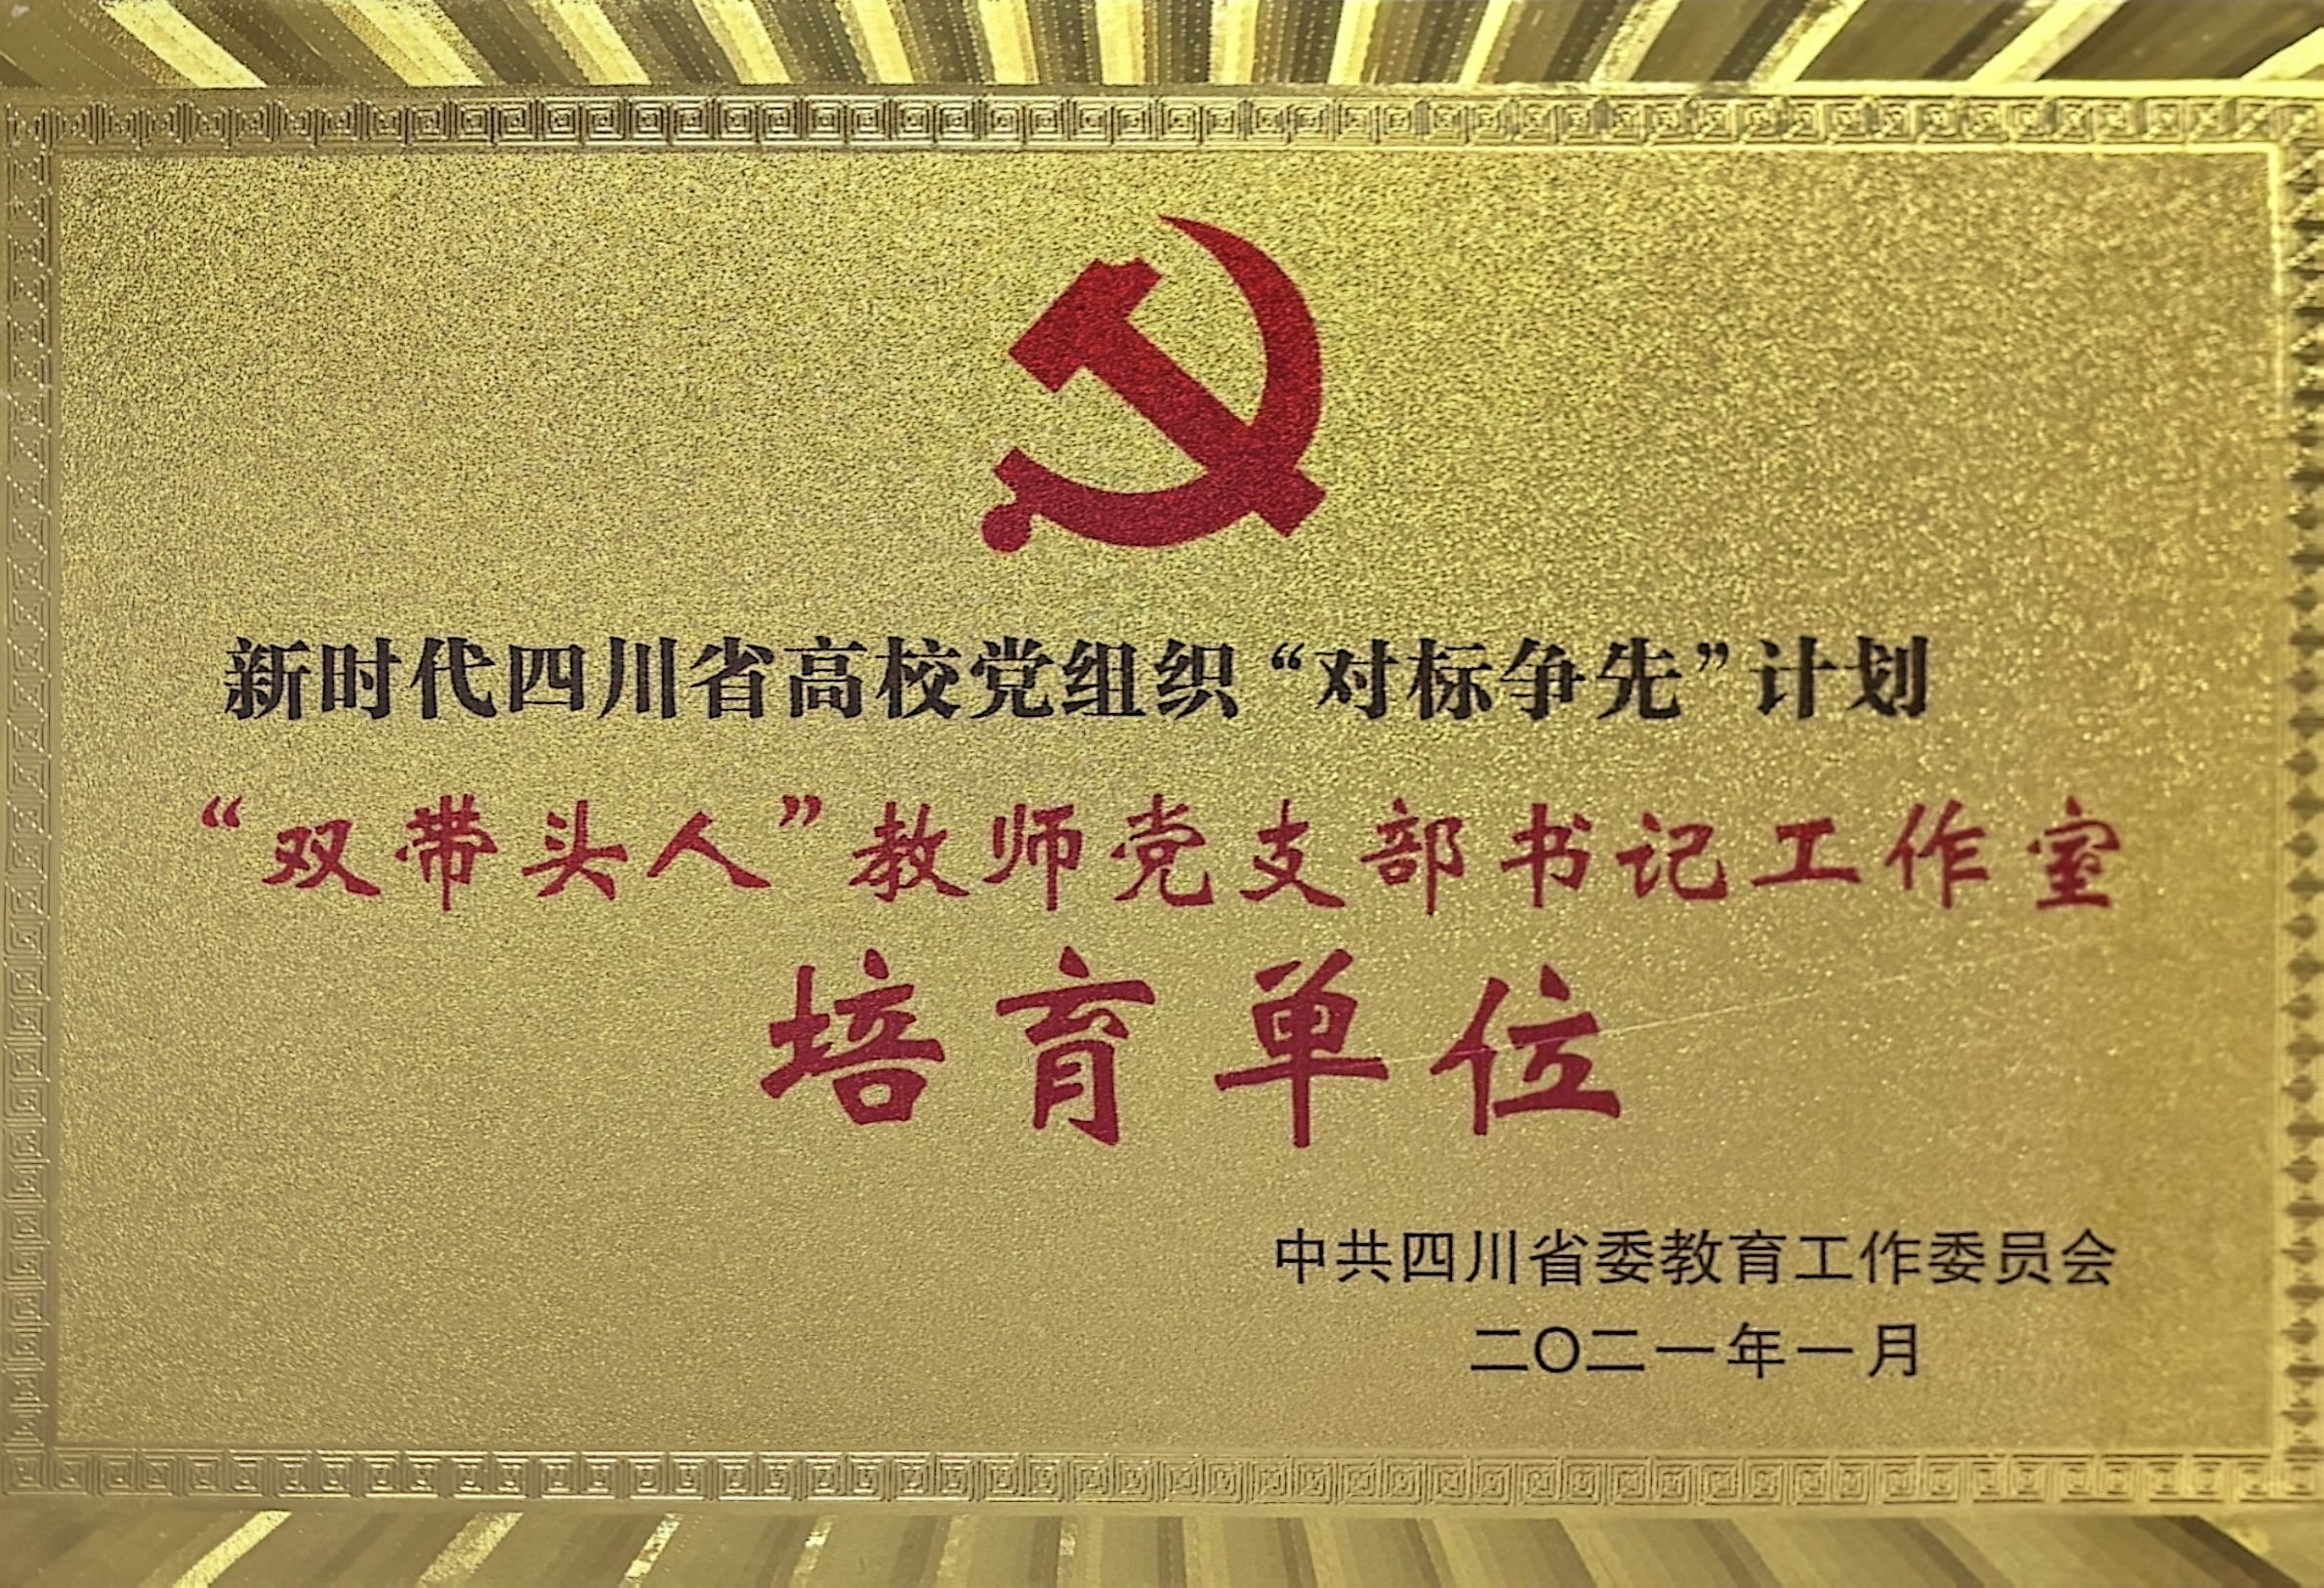 新时代四川省高校党组织“对标争先”计划
“双带头人”教师党支部书记工作室
培育单位
中共四川省委教育工作委员会
二〇二一年一月